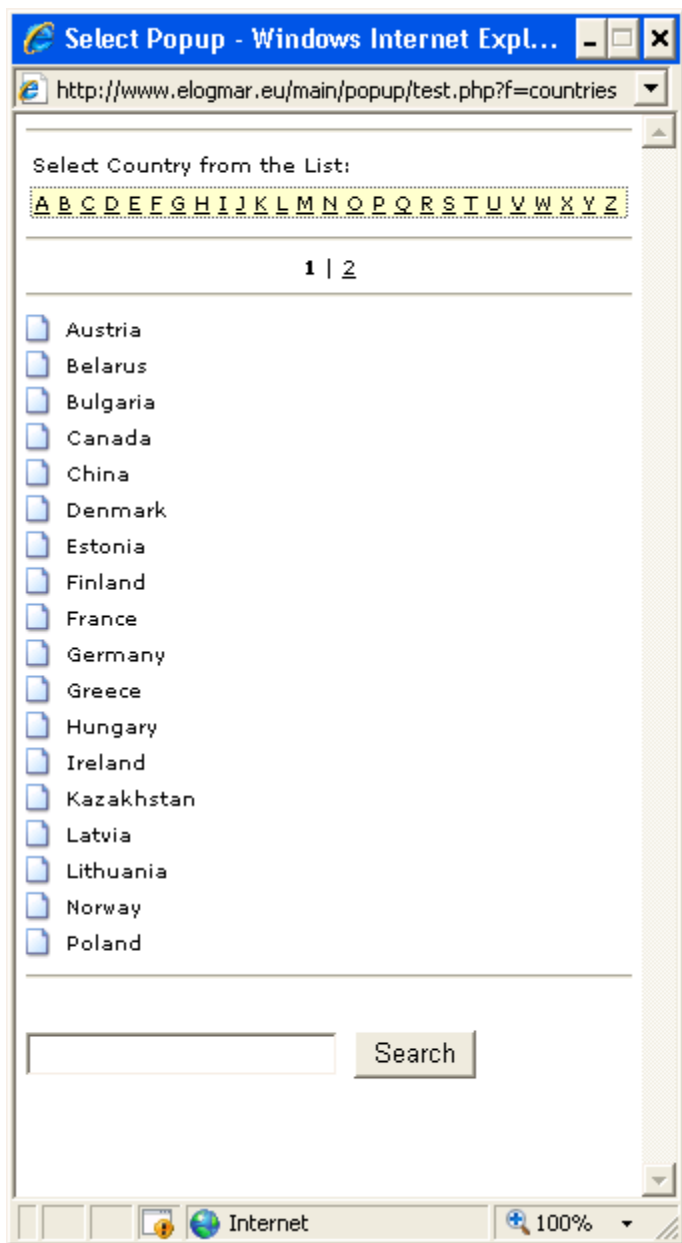 Select Popup - Windows Internet Expl...
http://www.elogmar.eu/main/popup/test.php?f=countries
Select Country from the List:
A B C D E F G H I J K L M N O P Q R S T U V W X Y Z
1 | 2
Austria
Belarus
Bulgaria
Canada
China
Denmark
Estonia
Finland
France
Germany
Greece
Hungary
Ireland
Kazakhstan
Latvia
Lithuania
Norway
Poland
Search
Internet 100%